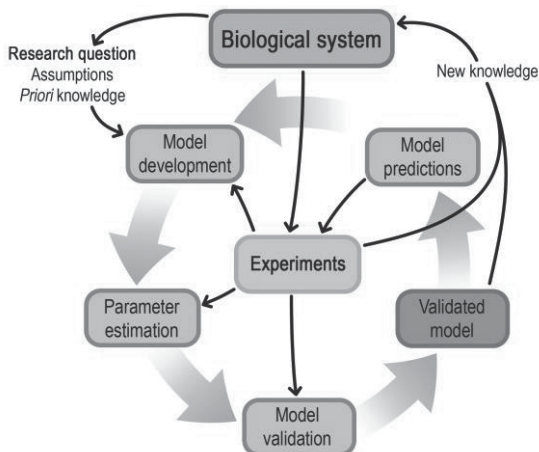 Biological system
Research question
Assumptions
Priori knowledge
New knowledge
Model
development
Model
predictions
Experiments
Parameter
estimation
Validated
model
Model
validation